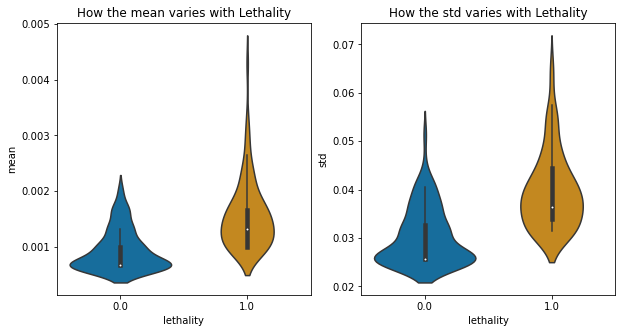 How the mean varies with Lethality
0.005
0.004
0.003
0.002
0.001
mean
0.0 1.0
lethality
How the std varies with Lethality
0.07
0.06
0.05
0.04
0.03
0.02
std
0.0 1.0
lethality